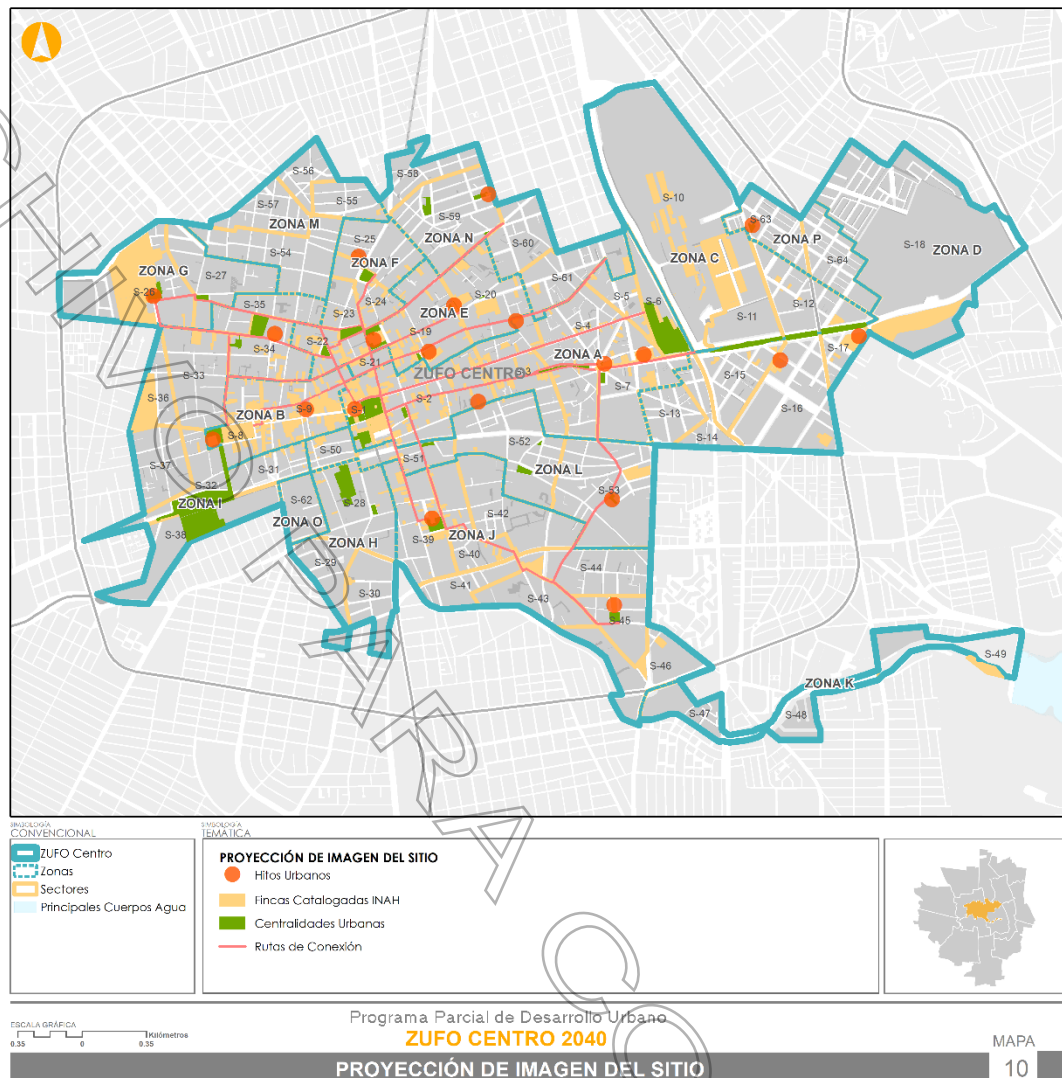 S-56
S-58
S-57
S-55
ZONA M
S-59
S-25
ZONA N
S-54
S-60
ZONA F
ZONA G
S-27
S-26
S-61
S-10
S-63
ZONA P
S-18
ZONA D
ZONA C
S-64
S-24
S-20
S-35
S-23
ZONA E
S-5
S-6
S-12
S-34
S-22
S-19
S-4
S-11
S-21
ZONA A
S-17
S-33
ZUFO CENTRO
S-3
S-7
S-15
S-36
ZONA B
S-9
S-1
S-2
S-13
S-16
S-8
S-14
S-50
S-52
S-51
S-37
S-31
ZONA L
S-32
S-53
ZONA I
S-62
S-28
S-38
ZONA O
S-42
ZONA H
S-39
ZONA J
S-40
S-29
S-44
S-41
S-43
S-30
S-45
S-46
S-49
ZONA K
S-47
S-48
SIMBOLOGÍA
CONVENCIONAL
ZUFO Centro
Zonas
Sectores
Principales Cuerpos Agua
SIMBOLOGÍA
TEMATICA
PROYECCIÓN DE IMAGEN DEL SITIO
Hitos Urbanos
Fincas Catalogadas INAH
Centralidades Urbanas
Rutas de Conexión
ESCALA GRÁFICA
Kilómetros
0.35 0 0.35
Programa Parcial de Desarrollo Urbano
ZUFO CENTRO 2040
PROYECCIÓN DE IMAGEN DEL SITIO
MAPA
10
PARA